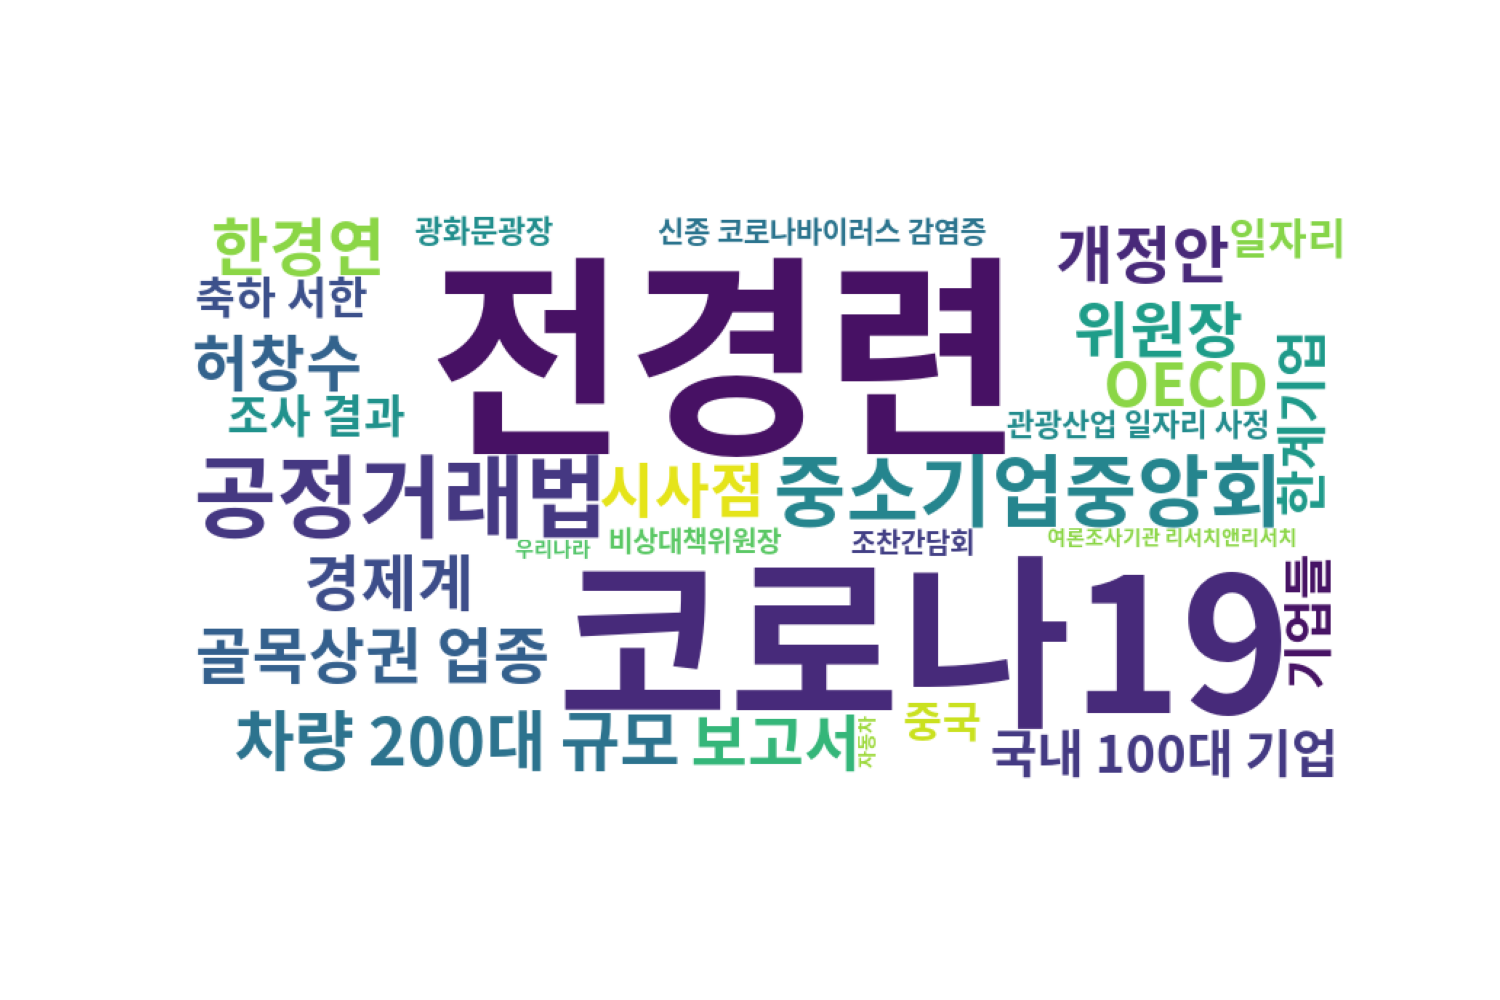 한경연
광화문광장
신종 코로나바이러스 감염증
개정안
일자리
축하 서한
전경련
위원장
허창수
OECD
조사 결과
관광산업 일자리 사정
한계기업
공정거래법
시사점
중소기업중앙회
우리나라
비상대책위원장
조찬간담회
여론조사기관 리서치앤리서치
경제계
코로나19
기업들
골목상권 업종
차량 200대 규모
보고서
자동차
중국
국내 100대 기업